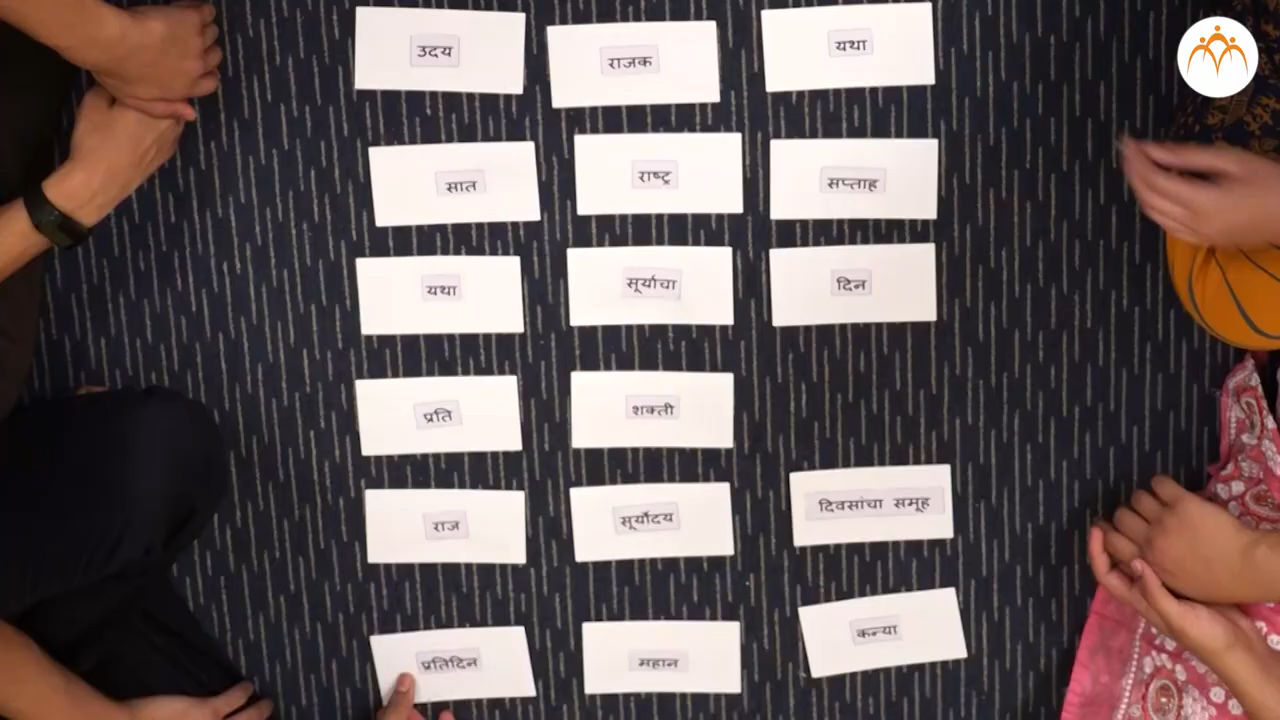 उदय
राजक
यथा
सात
राष्ट्र
सप्ताह
यथा
सूर्याचा
दिन
प्रति
शक्ती
राज
सूर्योदय
दिवसांचा समूह
प्रतिदिन
महान
कन्या